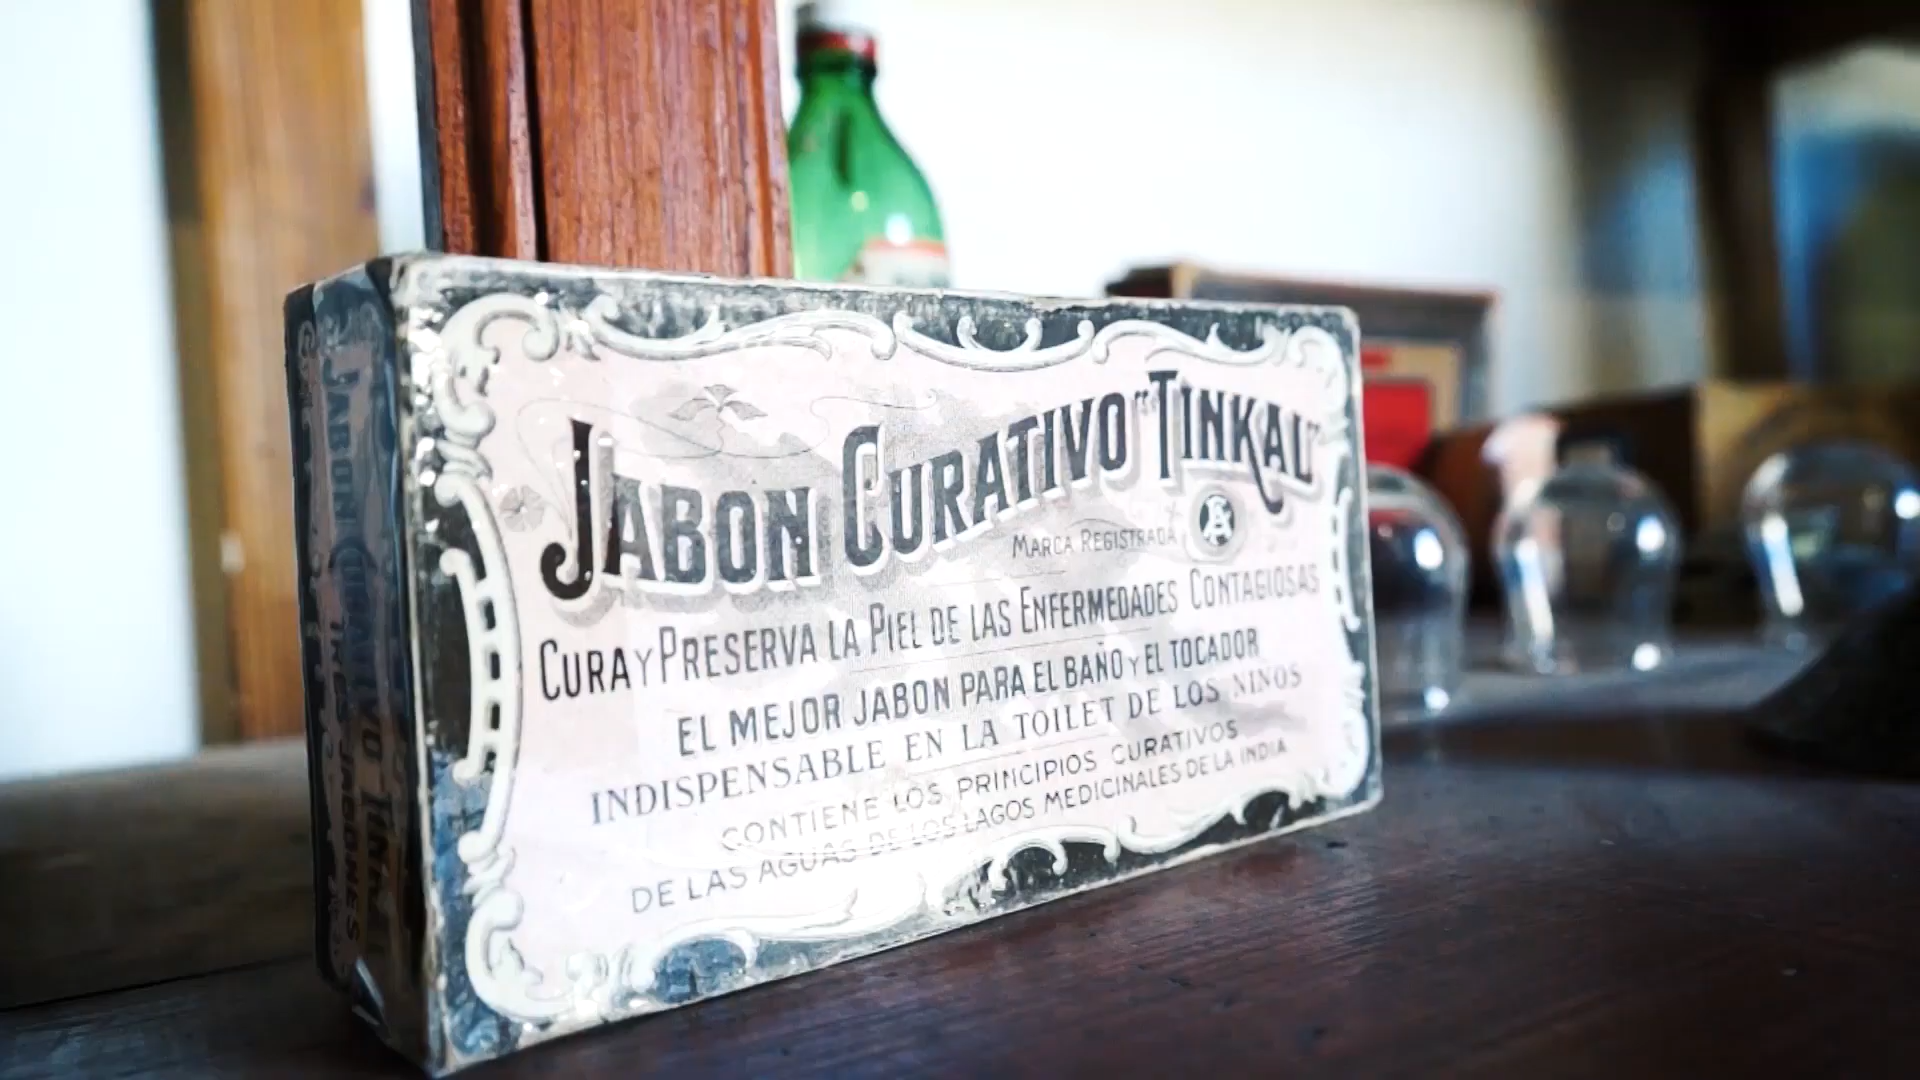 JABON CURATIVO "TINKAL"
MARCA REGISTRADA
CURA Y PRESERVA LA PIEL DE LAS ENFERMEDADES CONTAGIOSAS
EL MEJOR JABON PARA EL BAÑO Y EL TOCADOR
INDISPENSABLE EN LA TOILET DE LOS NIÑOS
CONTIENE LOS PRINCIPIOS CURATIVOS
DE LAS AGUAS DE LOS LAGOS MEDICINALES DE LA INDIA
JABON CURATIVO TINKAL
TRES JABONES